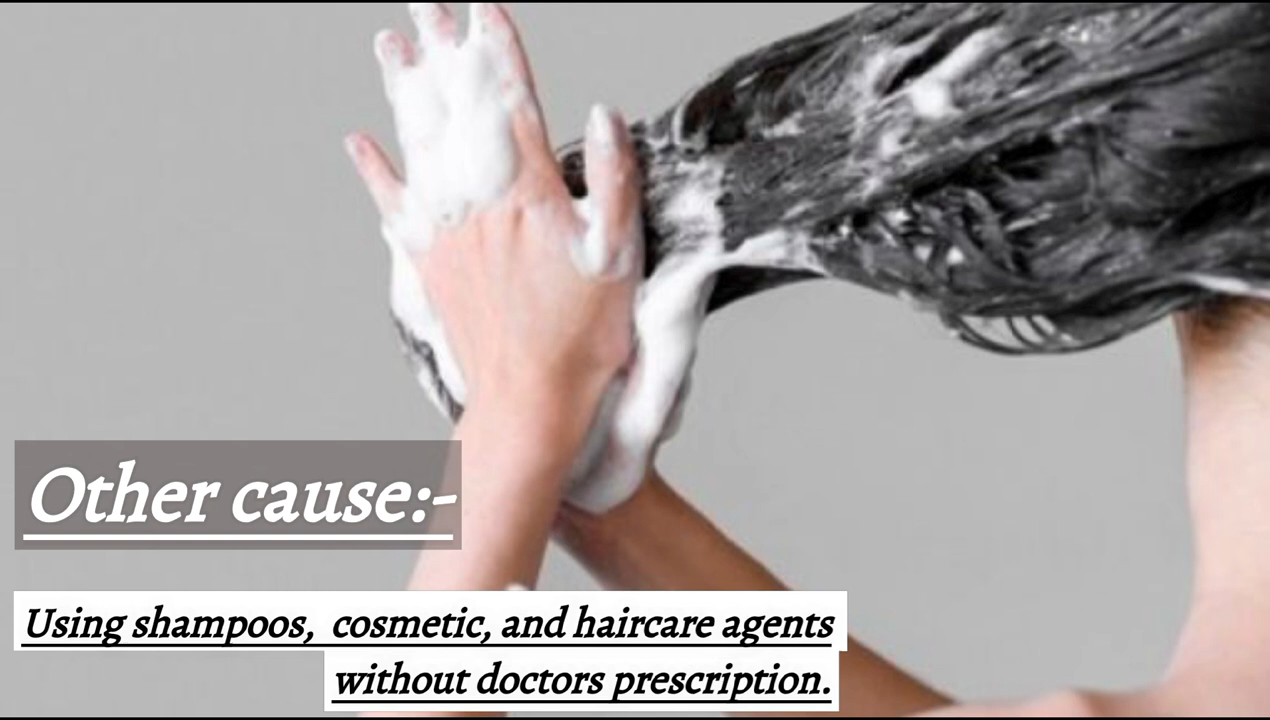 Other cause:-
Using shampoos, cosmetic, and haircare agents
without doctors prescription.